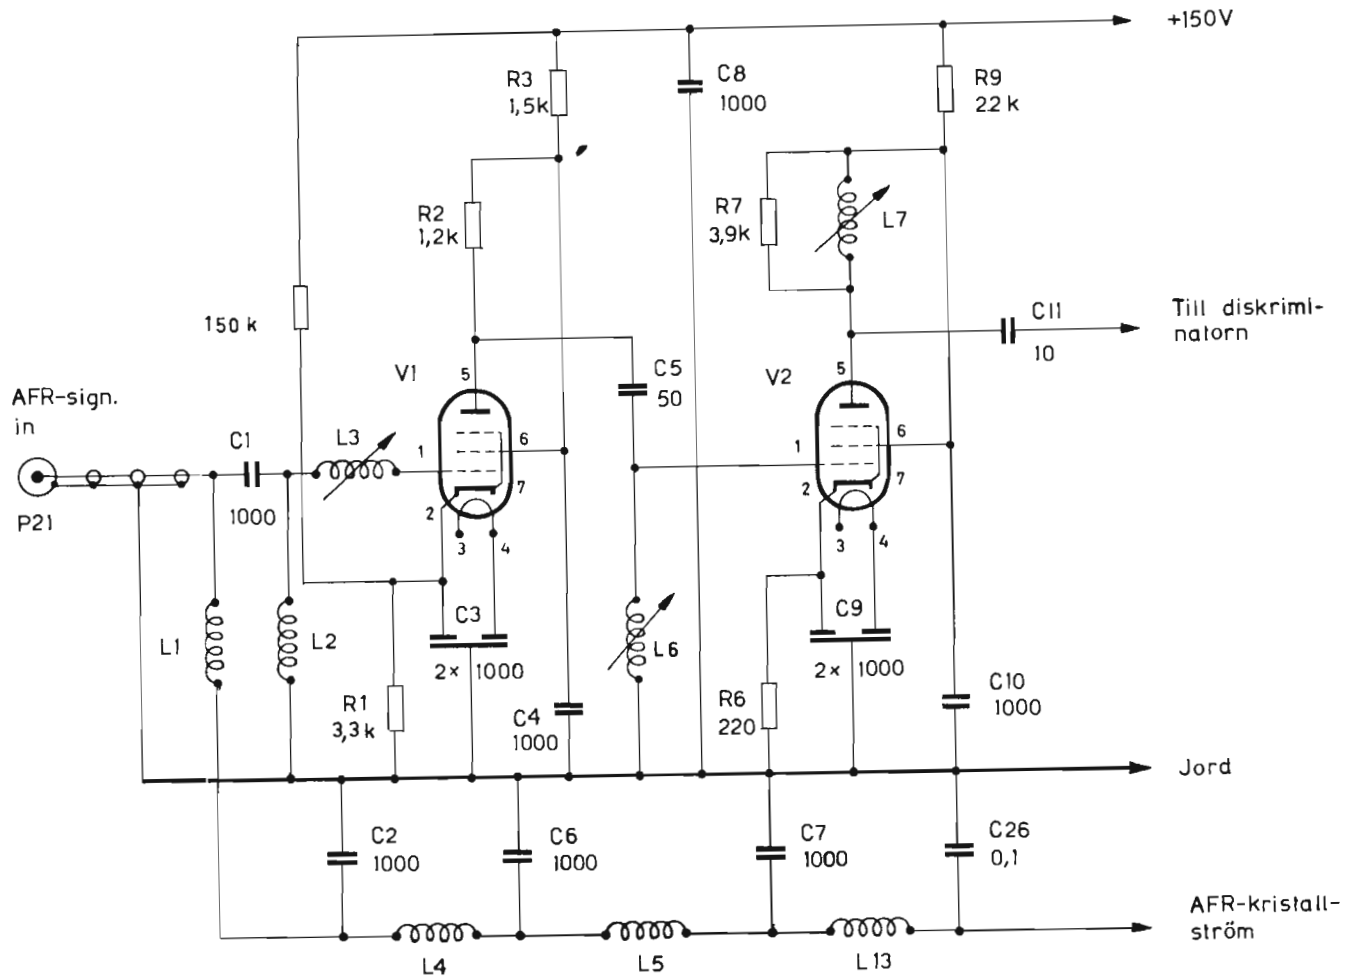 +150V
R3
1,5k
C8
1000
R9
22 k
R2
1,2k
R7
3,9k
L7
150 k
C11
10
Till diskrimi-
natorn
V1
5
C5
50
V2
5
AFR-sign.
in
C1
1000
L3
1
6
7
2
3
4
1
6
2
7
3
4
P21
L1
L2
C3
2× 1000
L6
C9
2× 1000
R1
3,3k
C4
1000
R6
220
C10
1000
Jord
C2
1000
C6
1000
C7
1000
C26
0,1
AFR-kristall-
ström
L4
L5
L13